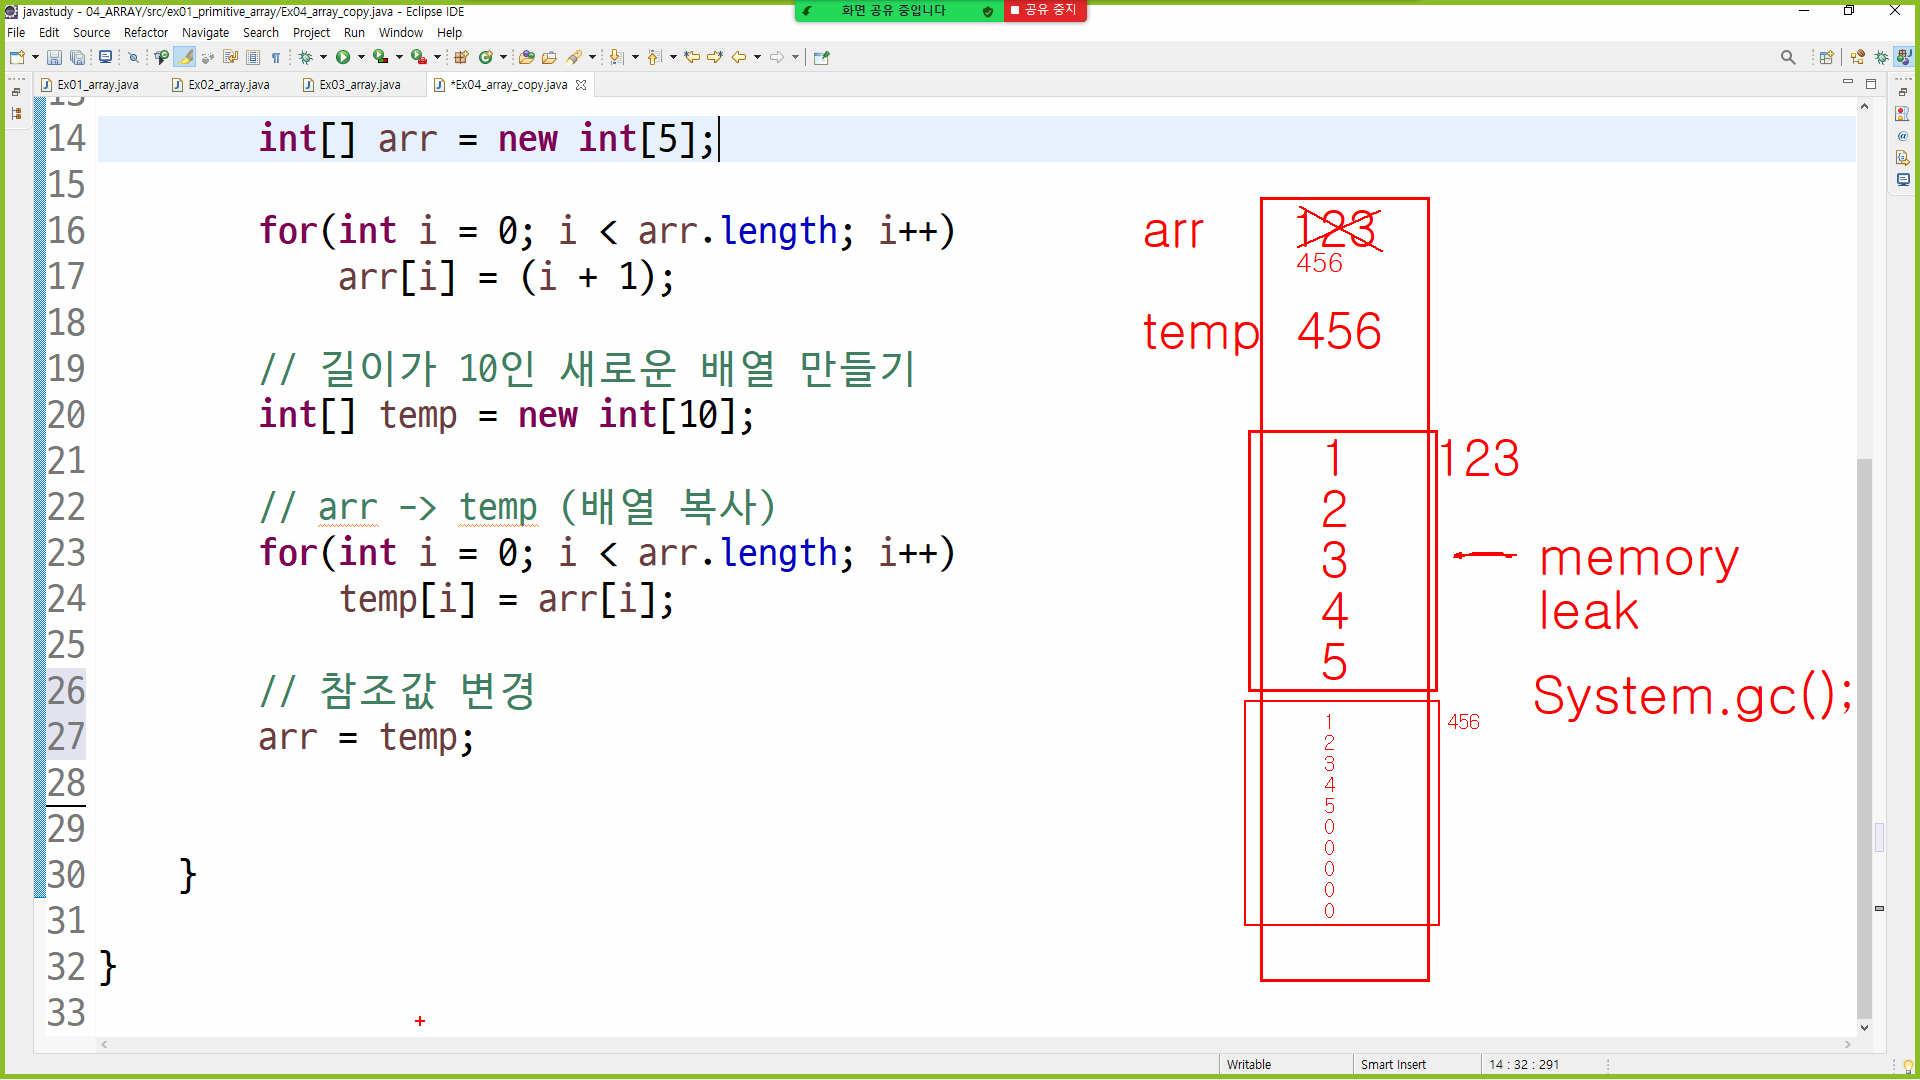 javastudy - 04_ARRAY/src/ex01_primitive_array/Ex04_array_copy.java - Eclipse IDE
화면 공유 중입니다
공유 중지
File Edit Source Refactor Navigate Search Project Run Window Help
Ex01_array.java Ex02_array.java Ex03_array.java *Ex04_array_copy.java
14 int[] arr = new int[5];
15
16 for(int i = 0; i < arr.length; i++)
17 arr[i] = (i + 1);
18
19 // 길이가 10인 새로운 배열 만들기
20 int[] temp = new int[10];
21
22 // arr -> temp (배열 복사)
23 for(int i = 0; i < arr.length; i++)
24 temp[i] = arr[i];
25
26 // 참조값 변경
27 arr = temp;
28
29
30 }
31
32 }
33
arr 123
456
temp 456
1 123
2
3
4
5
memory
leak
System.gc();
1 456
2
3
4
5
0
0
0
0
0
Writable Smart Insert 14 : 32 : 291